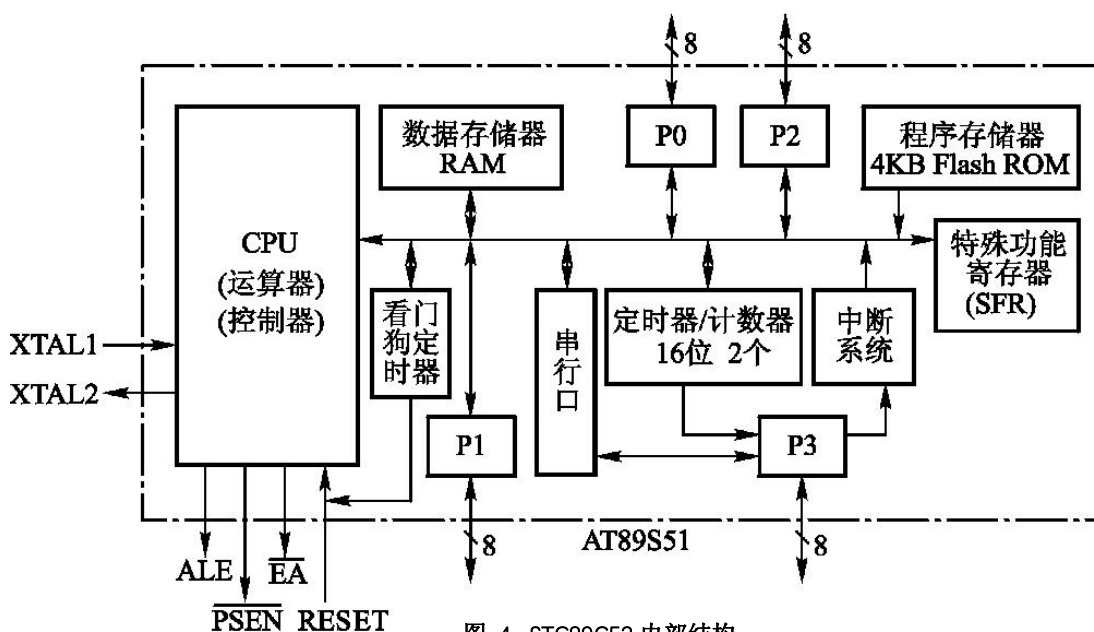 8
8
数据存储器
RAM
P0
P2
程序存储器
4KB Flash ROM
CPU
(运算器)
(控制器)
特殊功能
寄存器
(SFR)
看门
狗定
时器
串行口
定时器/计数器
16位 2个
中断
系统
XTAL1
XTAL2
P1
P3
8
AT89S51
8
ALE
EA
PSEN
RESET
图 4 STC89C52 内部结构